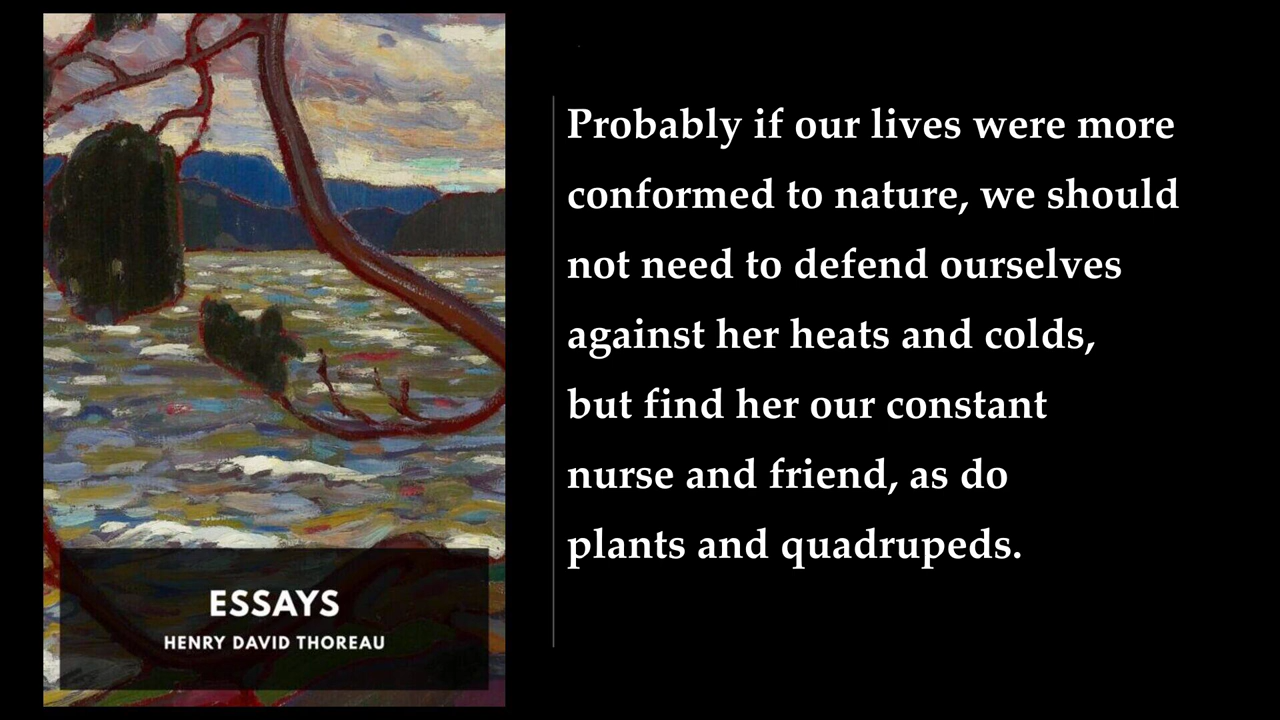 ESSAYS
HENRY DAVID THOREAU
Probably if our lives were more
conformed to nature, we should
not need to defend ourselves
against her heats and colds,
but find her our constant
nurse and friend, as do
plants and quadrupeds.